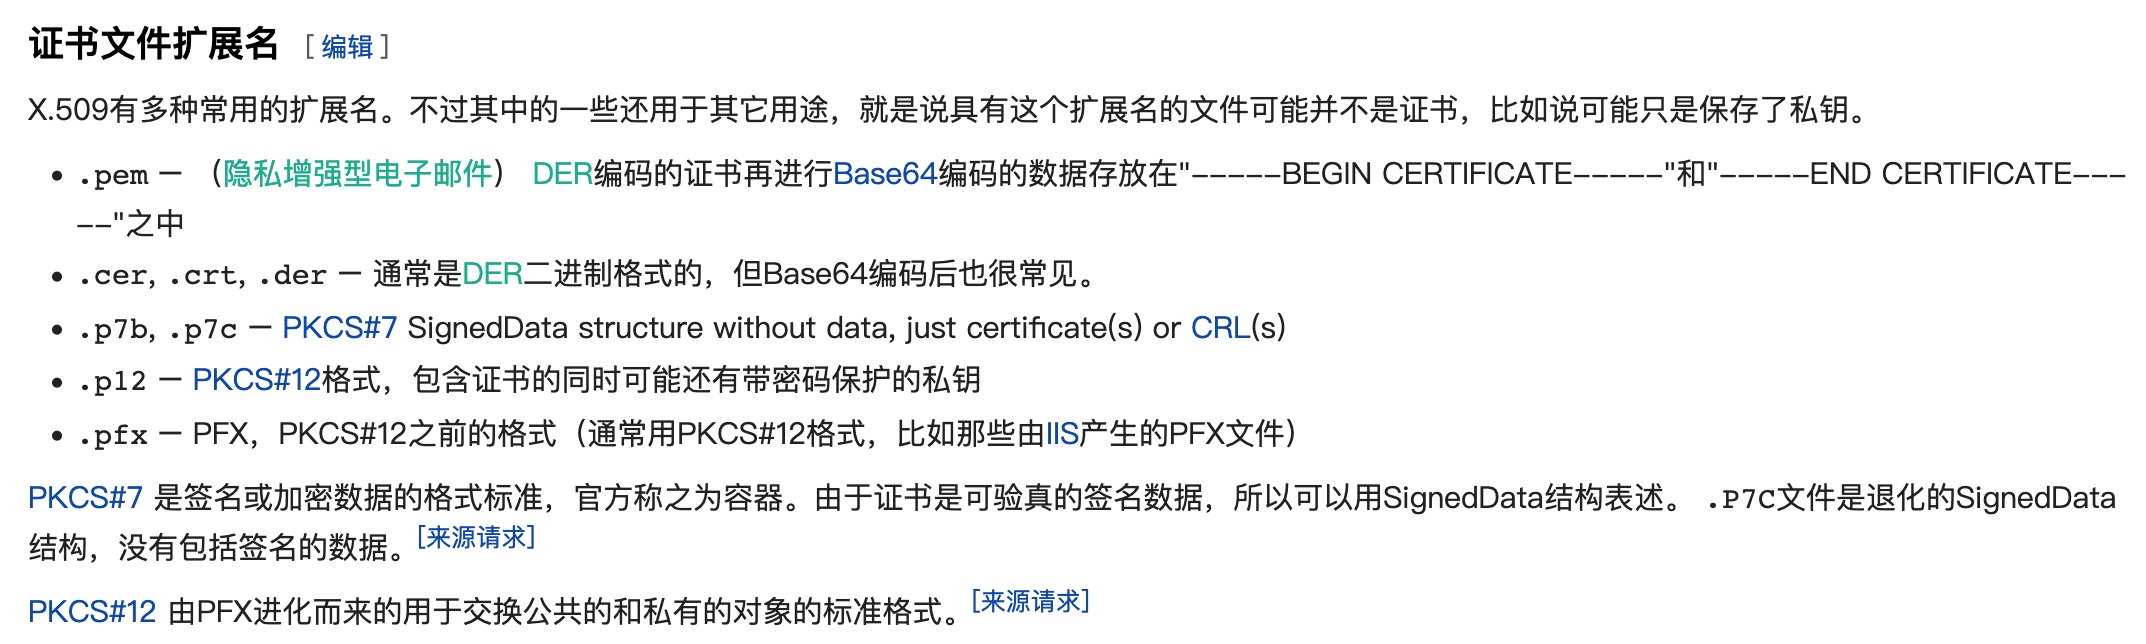 证书文件扩展名 [编辑]
X.509有多种常用的扩展名。不过其中的一些还用于其它用途，就是说具有这个扩展名的文件可能并不是证书，比如说可能只是保存了私钥。
• .pem — （隐私增强型电子邮件） DER编码的证书再进行Base64编码的数据存放在"-----BEGIN CERTIFICATE-----"和"-----END CERTIFICATE---
--"之中
• .cer, .crt, .der — 通常是DER二进制格式的，但Base64编码后也很常见。
• .p7b, .p7c — PKCS#7 SignedData structure without data, just certificate(s) or CRL(s)
• .p12 — PKCS#12格式，包含证书的同时可能还有带密码保护的私钥
• .pfx — PFX，PKCS#12之前的格式（通常用PKCS#12格式，比如那些由IIS产生的PFX文件）
PKCS#7 是签名或加密数据的格式标准，官方称之为容器。由于证书是可验真的签名数据，所以可以用SignedData结构表述。 .P7C文件是退化的SignedData
结构，没有包括签名的数据。[来源请求]
PKCS#12 由PFX进化而来的用于交换公共的和私有的对象的标准格式。[来源请求]